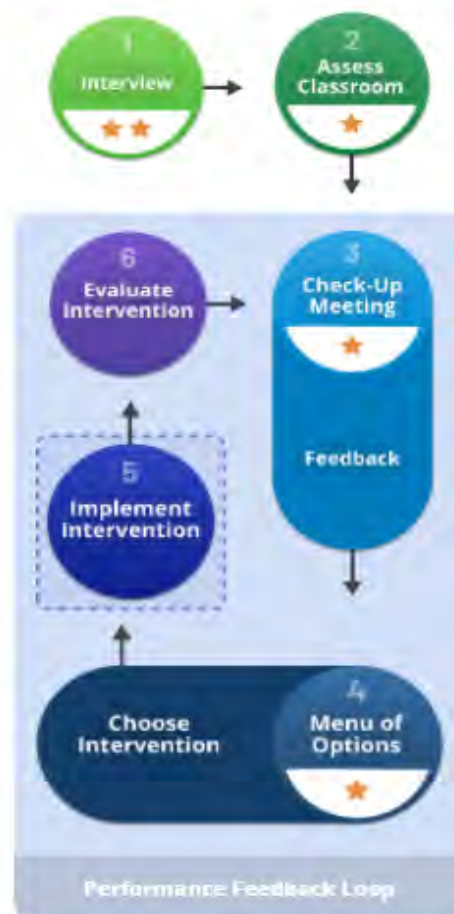 1
Interview
2
Assess
Classroom
3
Check-Up
Meeting
Feedback
4
Menu of
Options
Choose
Intervention
5
Implement
Intervention
6
Evaluate
Intervention
Performance Feedback Loop